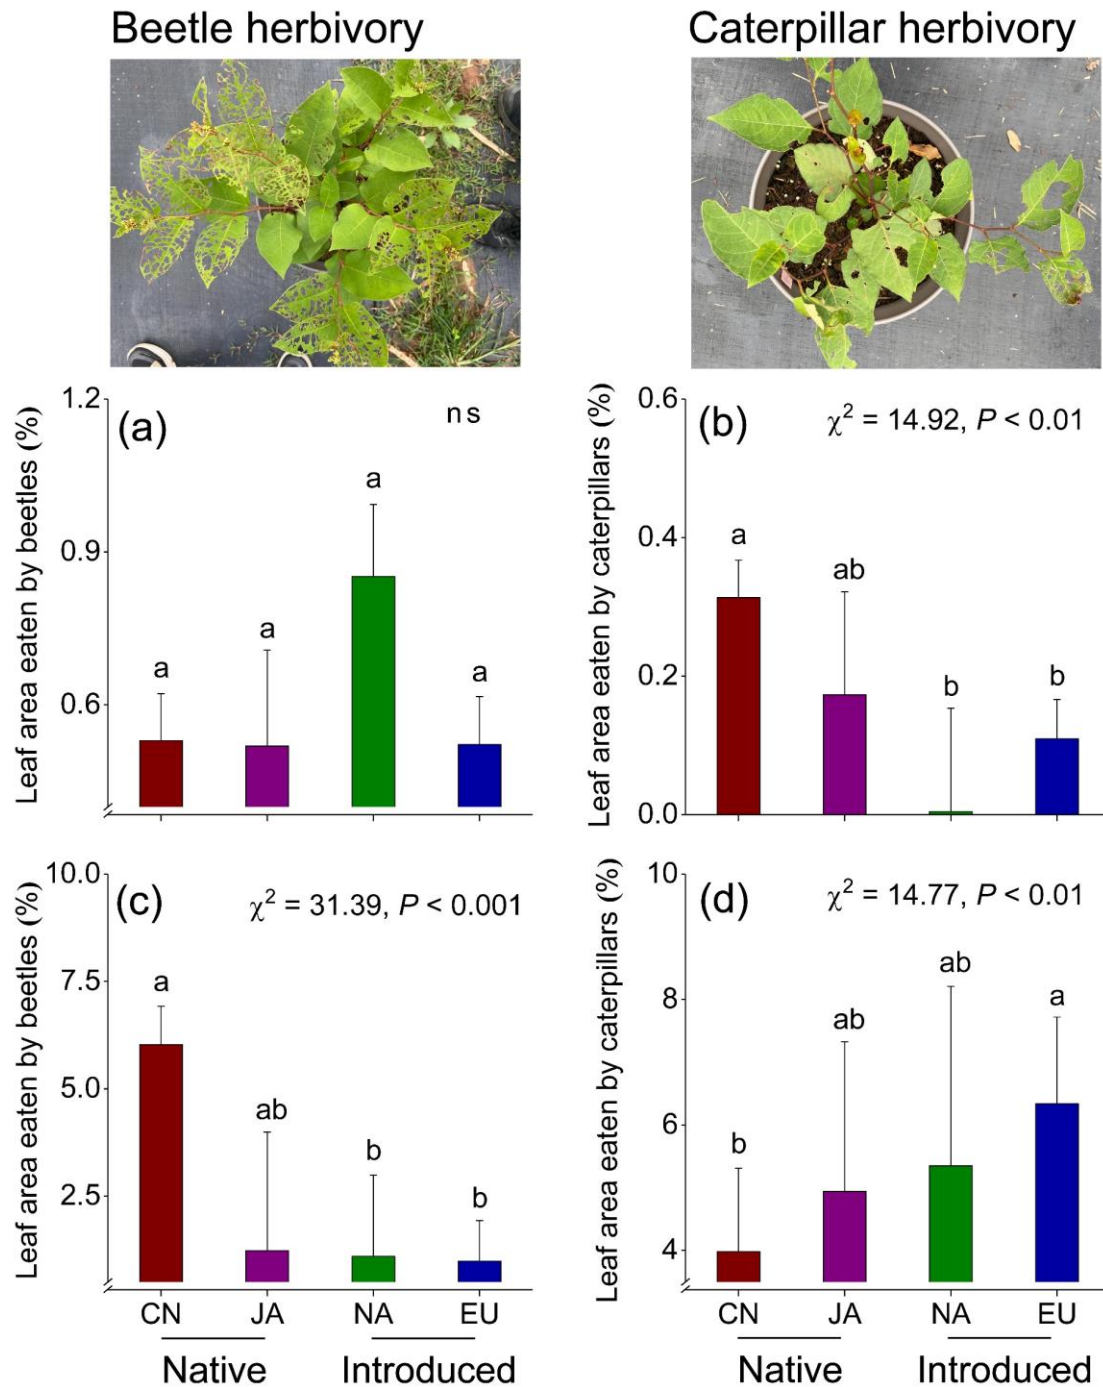 Beetle herbivory
Caterpillar herbivory
Leaf area eaten by beetles (%)
1.2
0.9
0.6
(a)
ns
a
a
a
a
Leaf area eaten by caterpillars (%)
0.6
0.4
0.2
0.0
(b)
χ² = 14.92, P < 0.01
a
ab
b
b
Leaf area eaten by beetles (%)
10.0
7.5
5.0
2.5
(c)
χ² = 31.39, P < 0.001
a
ab
b
b
CN JA NA EU
Native Introduced
Leaf area eaten by caterpillars (%)
10
8
6
4
(d)
χ² = 14.77, P < 0.01
b
ab
ab
a
CN JA NA EU
Native Introduced